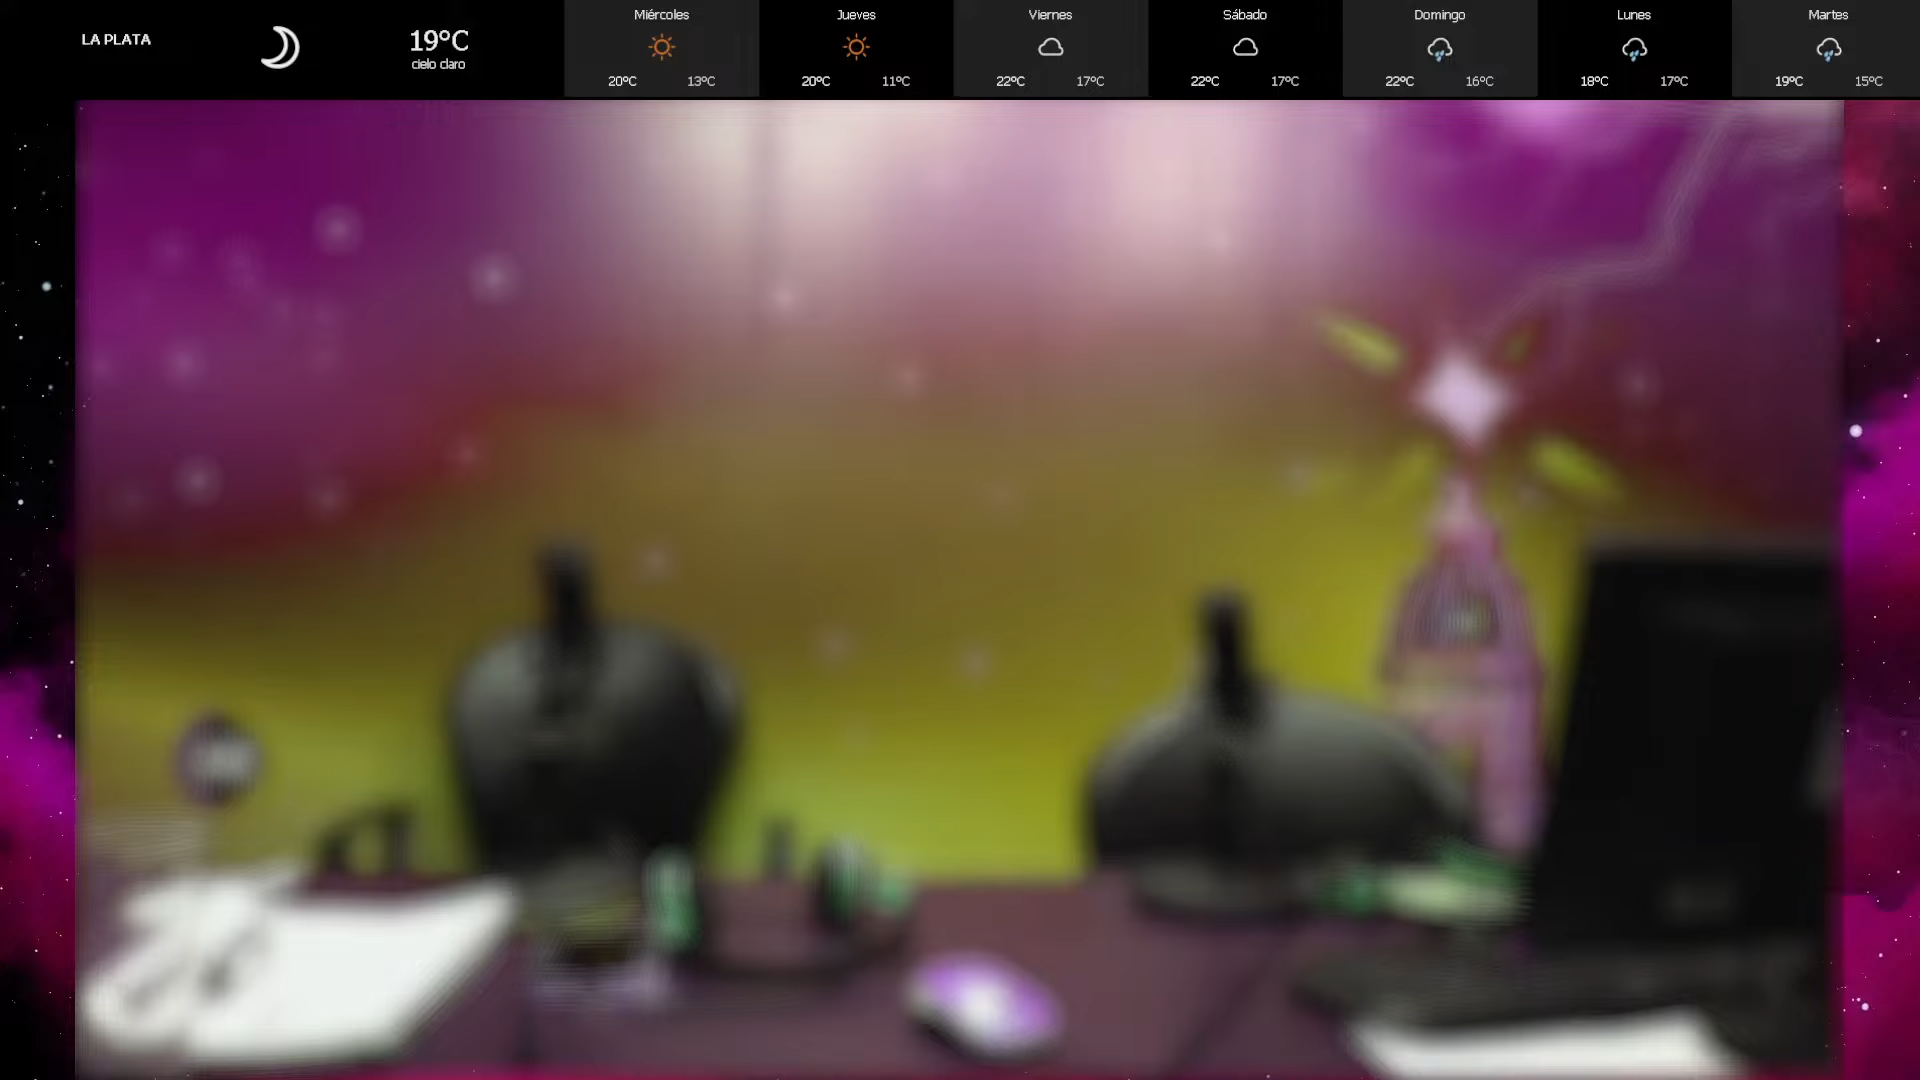 LA PLATA
19°C
cielo claro
Miércoles
20°C 13°C
Jueves
20°C 11°C
Viernes
22°C 17°C
Sábado
22°C 17°C
Domingo
22°C 16°C
Lunes
18°C 17°C
Martes
19°C 15°C